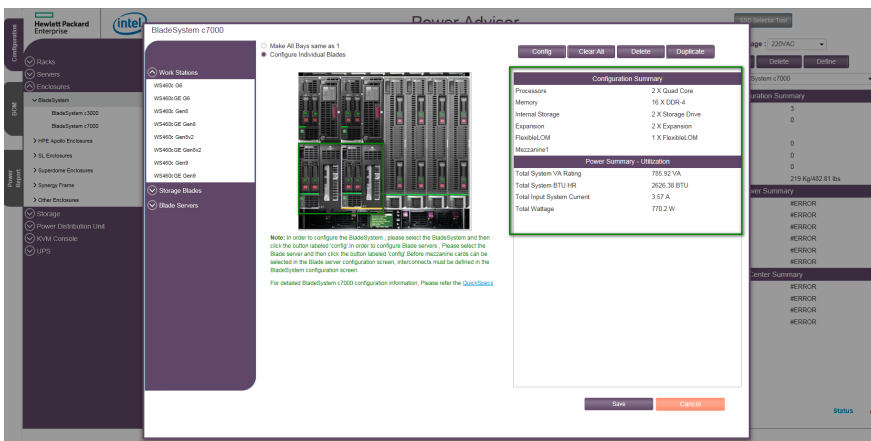 Hewlett Packard
Enterprise
intel
Power Advisor
SSD Selector Tool
Configuration
BOM
Power
Report
Racks
Servers
Enclosures
BladeSystem
BladeSystem c3000
BladeSystem c7000
HPE Apollo Enclosures
SL Enclosures
Superdome Enclosures
Synergy Frame
Other Enclosures
Storage
Power Distribution Unit
KVM Console
UPS
BladeSystem c7000
Work Stations
WS460c G6
WS460c GE G6
WS460c Gen8
WS460c GE Gen8
WS460c Gen8v2
WS460c GE Gen8v2
WS460c Gen9
WS460c GE Gen9
Storage Blades
Blade Servers
Make All Bays same as 1
Configure Individual Blades
Note: In order to configure the BladeSystem , please select the BladeSystem and then
click the button labeled 'config' In order to configure Blade servers , Please select the
Blade server and then click the button labeled 'config' Before mezzanine cards can be
selected in the Blade server configuration screen, interconnects must be defined in the
BladeSystem configuration screen.
For detailed BladeSystem c7000 configuration information, Please refer the QuickSpecs
Config Clear All Delete Duplicate
Configuration Summary
Processors 2 X Quad Core
Memory 16 X DDR-4
Internal Storage 2 X Storage Drive
Expansion 2 X Expansion
FlexibleLOM 1 X FlexibleLOM
Mezzanine1
Power Summary - Utilization
Total System VA Rating 785.92 VA
Total System BTU HR 2626.38 BTU
Total Input System Current 3.57 A
Total Wattage 770.2 W
Save Cancel
age : 220VAC
Delete Define
System c7000
uration Summary
3
0
0
0
0
219 Kg/482.81 lbs
wer Summary
#ERROR
#ERROR
#ERROR
#ERROR
#ERROR
#ERROR
Center Summary
#ERROR
#ERROR
#ERROR
#ERROR
Status